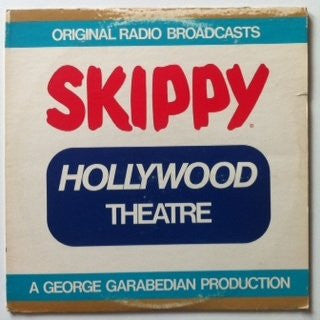 ORIGINAL RADIO BROADCASTS
SKIPPY®
HOLLYWOOD
THEATRE
A GEORGE GARABEDIAN PRODUCTION